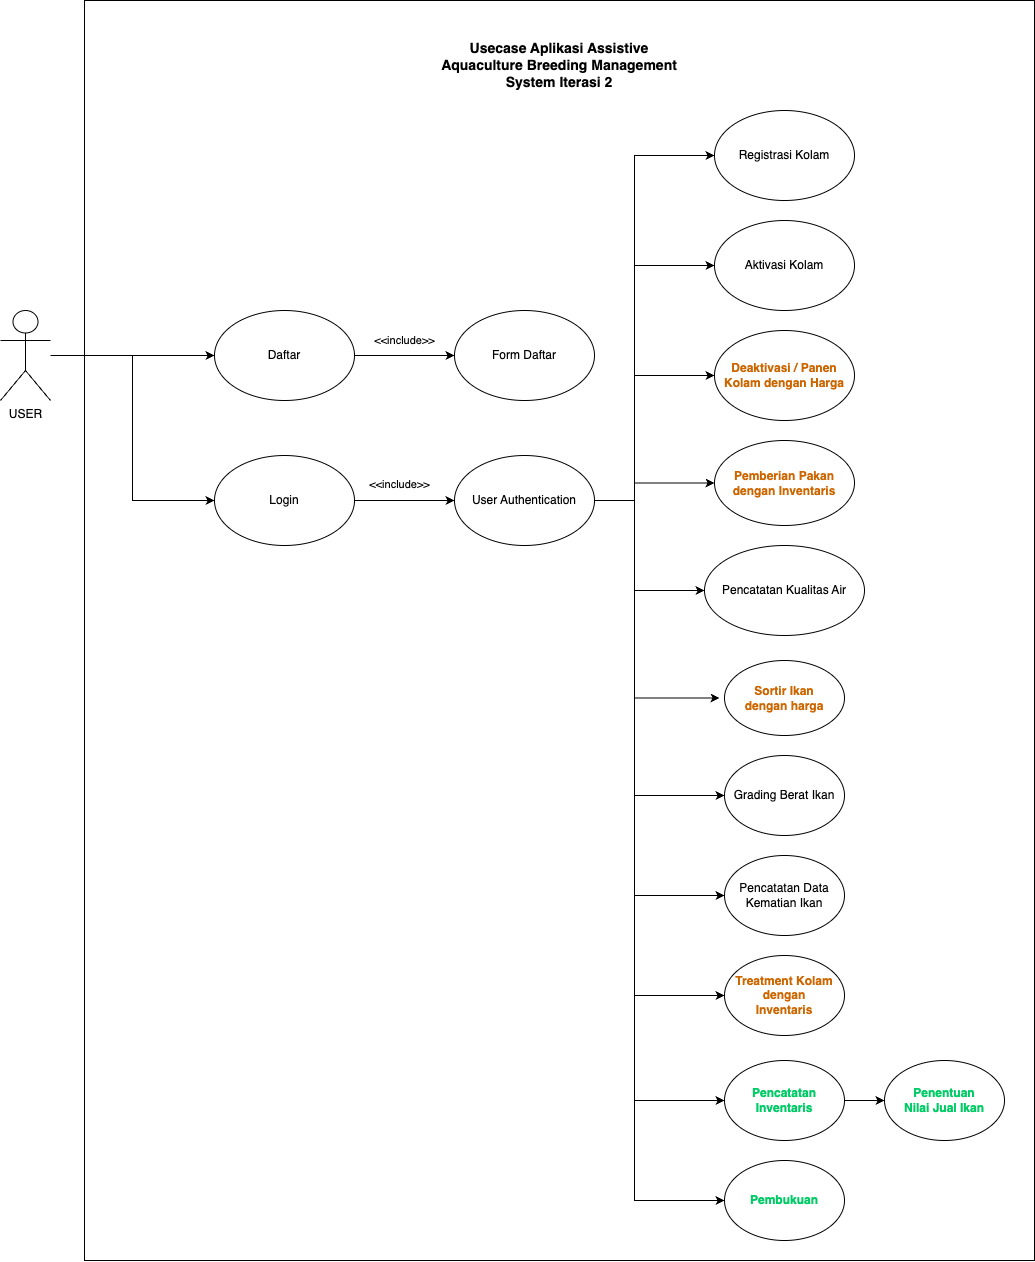 Usecase Aplikasi Assistive
Aquaculture Breeding Management
System Iterasi 2
USER
Daftar
<<include>>
Form Daftar
Login
<<include>>
User Authentication
Registrasi Kolam
Aktivasi Kolam
Deaktivasi / Panen
Kolam dengan Harga
Pemberian Pakan
dengan Inventaris
Pencatatan Kualitas Air
Sortir Ikan
dengan harga
Grading Berat Ikan
Pencatatan Data
Kematian Ikan
Treatment Kolam
dengan
Inventaris
Pencatatan
Inventaris
Penentuan
Nilai Jual Ikan
Pembukuan